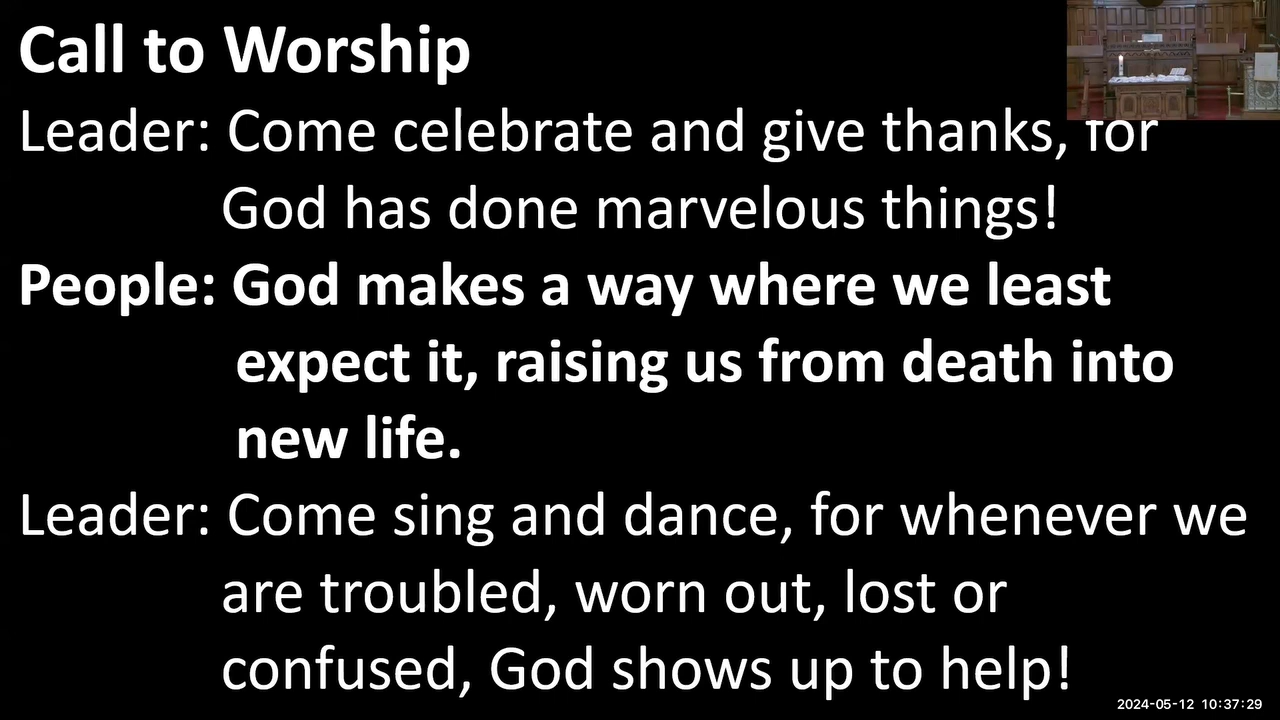 Call to Worship
Leader: Come celebrate and give thanks, for
God has done marvelous things!
People: God makes a way where we least
expect it, raising us from death into
new life.
Leader: Come sing and dance, for whenever we
are troubled, worn out, lost or
confused, God shows up to help!
2024-05-12 10:37:29